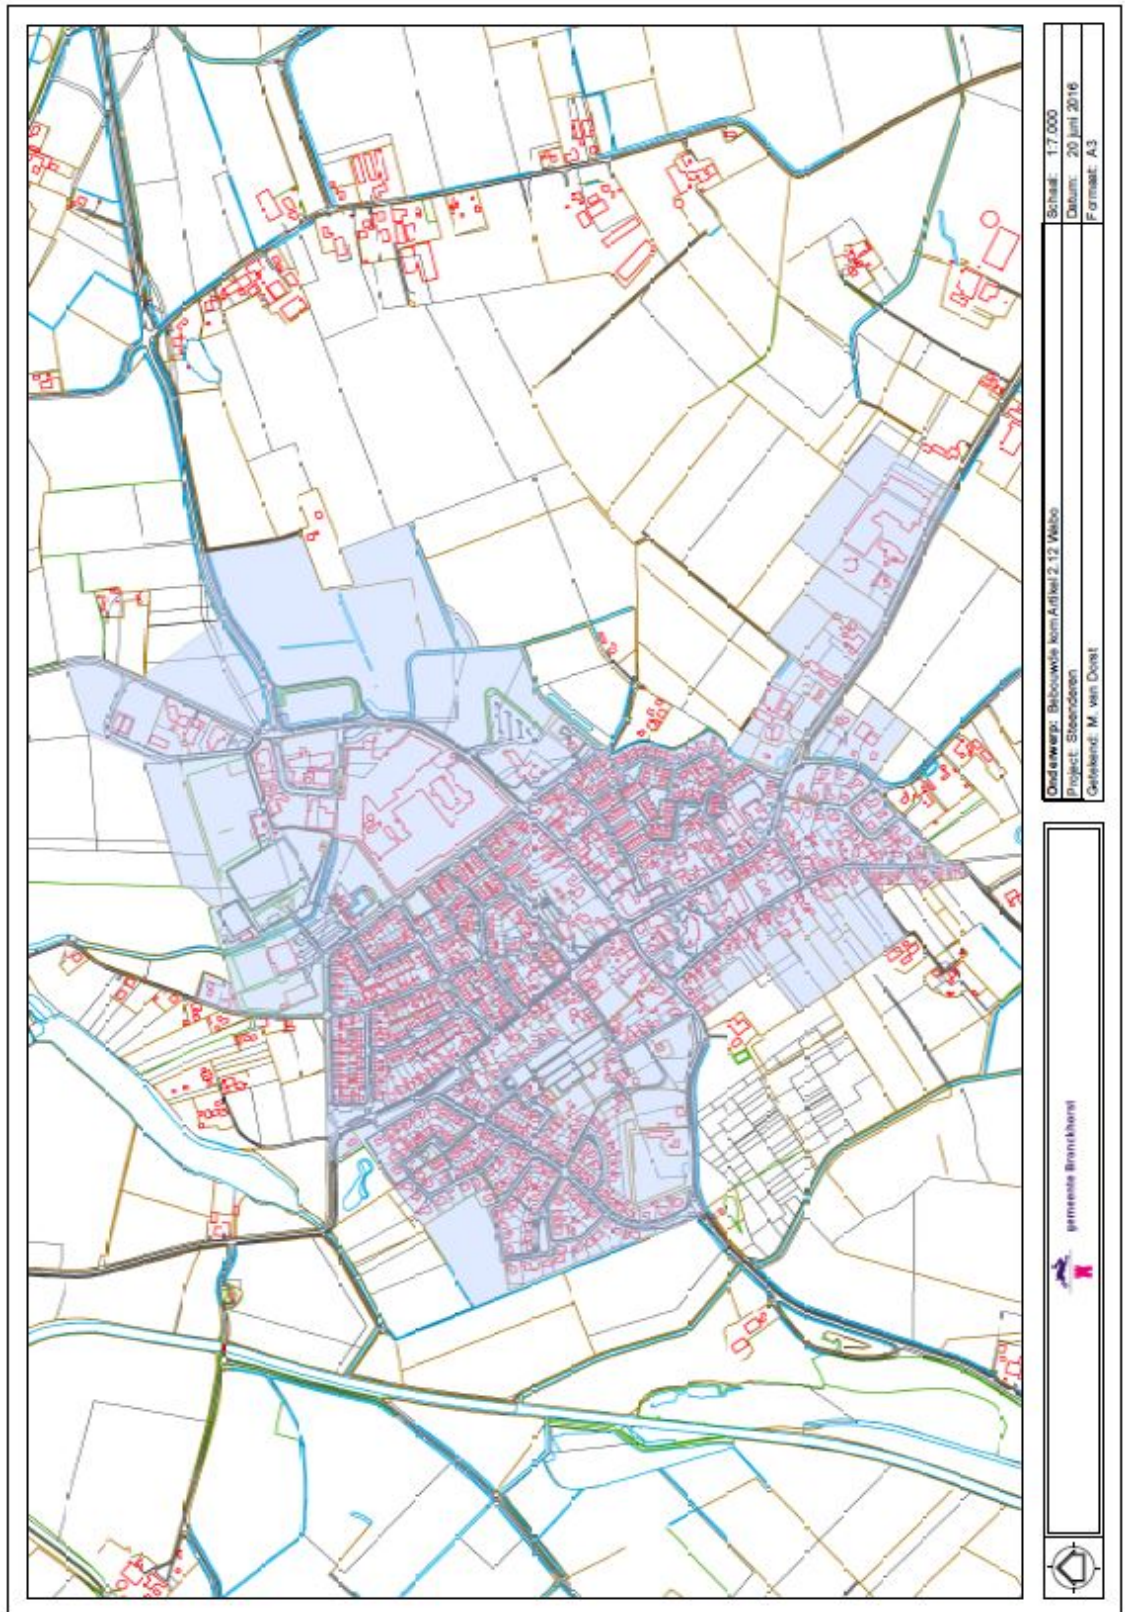 Onderwerp: Bebouwde kom Artikel 2.12 Wabo
Project: Steenderen
Getekend: M. van Dorst
Schaal: 1:7.000
Datum: 20 juni 2016
Formaat: A3
gemeente Bronckhorst